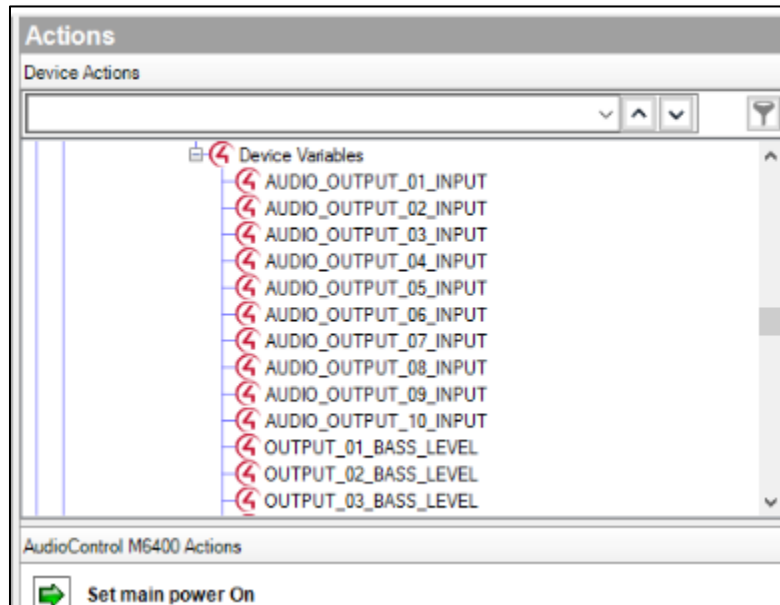 Actions
Device Actions
Device Variables
AUDIO_OUTPUT_01_INPUT
AUDIO_OUTPUT_02_INPUT
AUDIO_OUTPUT_03_INPUT
AUDIO_OUTPUT_04_INPUT
AUDIO_OUTPUT_05_INPUT
AUDIO_OUTPUT_06_INPUT
AUDIO_OUTPUT_07_INPUT
AUDIO_OUTPUT_08_INPUT
AUDIO_OUTPUT_09_INPUT
AUDIO_OUTPUT_10_INPUT
OUTPUT_01_BASS_LEVEL
OUTPUT_02_BASS_LEVEL
OUTPUT_03_BASS_LEVEL
AudioControl M6400 Actions
Set main power On